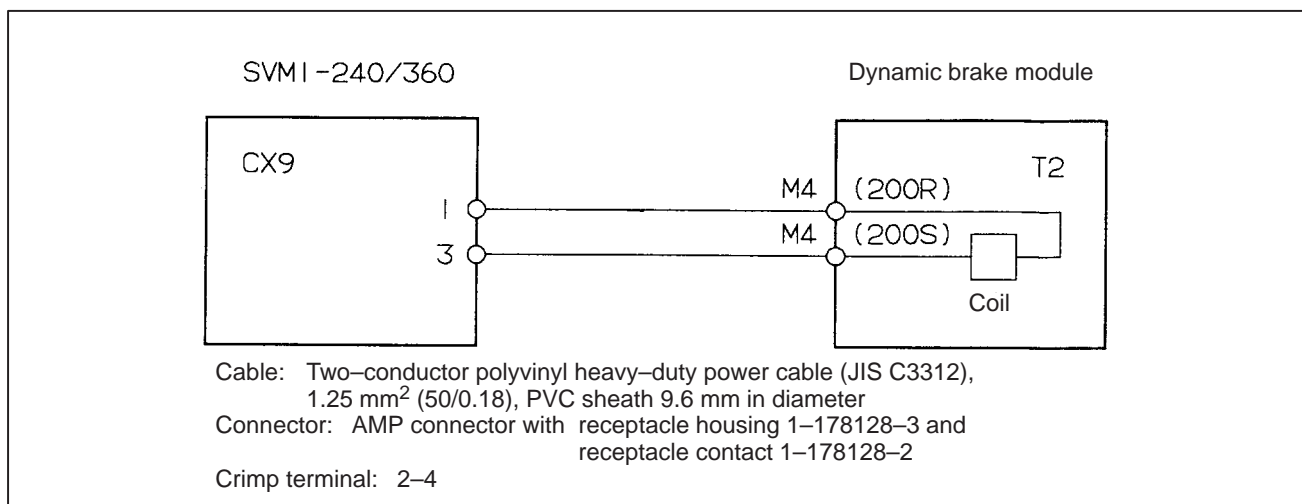 SVM1-240/360
Dynamic brake module
CX9
T2
1
M4 (200R)
3
M4 (200S)
Coil
Cable: Two–conductor polyvinyl heavy–duty power cable (JIS C3312),
1.25 mm² (50/0.18), PVC sheath 9.6 mm in diameter
Connector: AMP connector with receptacle housing 1–178128–3 and
receptacle contact 1–178128–2
Crimp terminal: 2–4